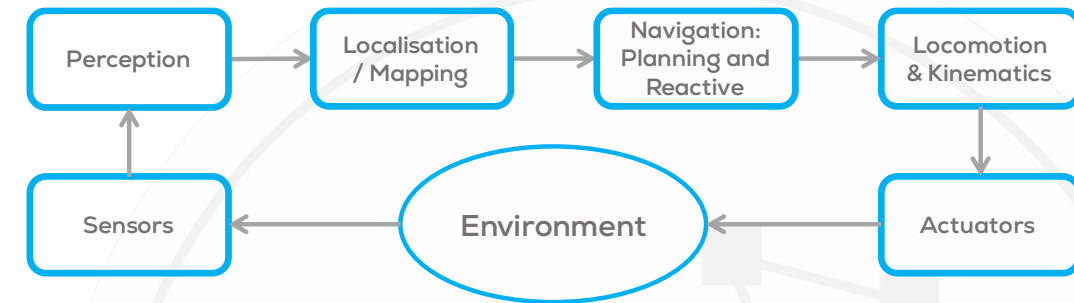 Perception
Localisation
/ Mapping
Navigation:
Planning and
Reactive
Locomotion
& Kinematics
Sensors
Environment
Actuators